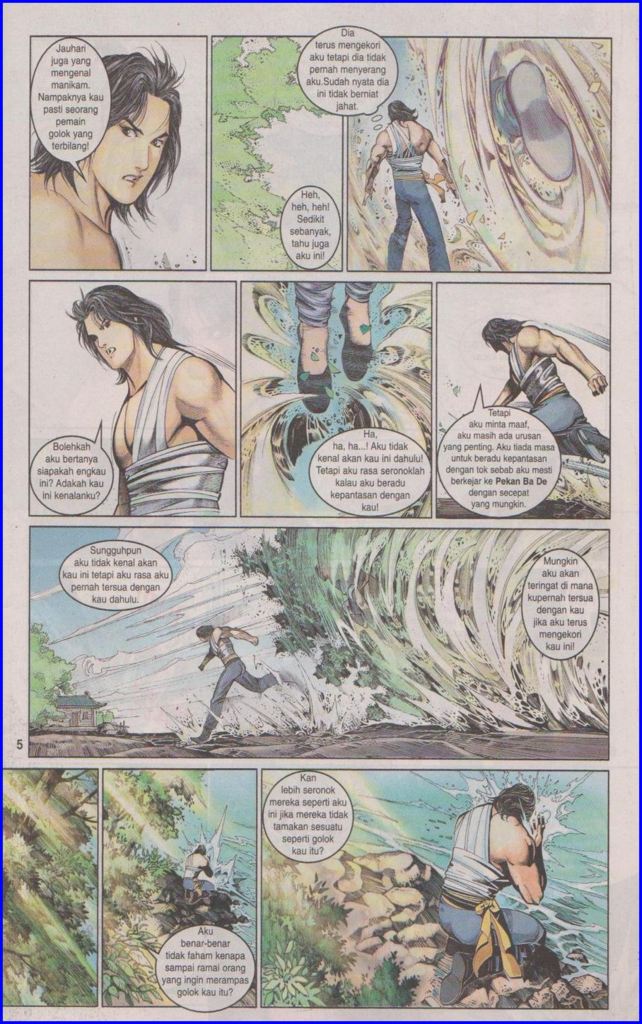 Jauhari
juga yang
mengenal
manikam.
Nampaknya kau
pasti seorang
pemain
golok yang
terbilang!
Heh,
heh, heh!
Sedikit
sebanyak,
tahu juga
aku ini!
Dia
terus mengekori
aku tetapi dia tidak
pernah menyerang
aku.Sudah nyata dia
ini tidak berniat
jahat.
Bolehkah
aku bertanya
siapakah engkau
ini? Adakah kau
ini kenalanku?
Ha,
ha, ha...! Aku tidak
kenal akan kau ini dahulu!
Tetapi aku rasa seronoklah
kalau aku beradu
kepantasan dengan
kau!
Tetapi
aku minta maaf,
aku masih ada urusan
yang penting. Aku tiada masa
untuk beradu kepantasan
dengan tok sebab aku mesti
berkejar ke Pekan Ba De
dengan secepat
yang mungkin.
Sungguhpun
aku tidak kenal akan
kau ini tetapi aku rasa aku
pernah tersua dengan
kau dahulu.
Mungkin
aku akan
teringat di mana
kupernah tersua
dengan kau
jika aku terus
mengekori
kau ini!
5
Aku
benar-benar
tidak faham kenapa
sampai ramai orang
yang ingin merampas
golok kau itu?
Kan
lebih seronok
mereka seperti aku
ini jika mereka tidak
tamakan sesuatu
seperti golok
kau itu?